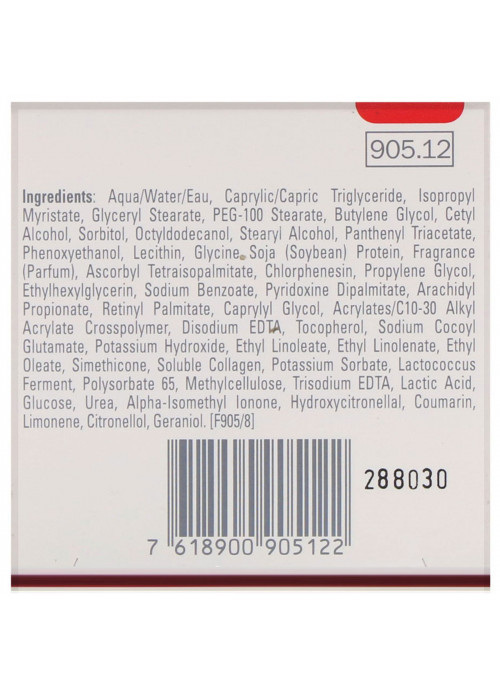 905.12
Ingredients: Aqua/Water/Eau, Caprylic/Capric Triglyceride, Isopropyl
Myristate, Glyceryl Stearate, PEG-100 Stearate, Butylene Glycol, Cetyl
Alcohol, Sorbitol, Octyldodecanol, Stearyl Alcohol, Panthenyl Triacetate,
Phenoxyethanol, Lecithin, Glycine Soja (Soybean) Protein, Fragrance
(Parfum), Ascorbyl Tetraisopalmitate, Chlorphenesin, Propylene Glycol,
Ethylhexylglycerin, Sodium Benzoate, Pyridoxine Dipalmitate, Arachidyl
Propionate, Retinyl Palmitate, Caprylyl Glycol, Acrylates/C10-30 Alkyl
Acrylate Crosspolymer, Disodium EDTA, Tocopherol, Sodium Cocoyl
Glutamate, Potassium Hydroxide, Ethyl Linoleate, Ethyl Linolenate, Ethyl
Oleate, Simethicone, Soluble Collagen, Potassium Sorbate, Lactococcus
Ferment, Polysorbate 65, Methylcellulose, Trisodium EDTA, Lactic Acid,
Glucose, Urea, Alpha-Isomethyl Ionone, Hydroxycitronellal, Coumarin,
Limonene, Citronellol, Geraniol. [F905/8]
288030
7 618900 905122